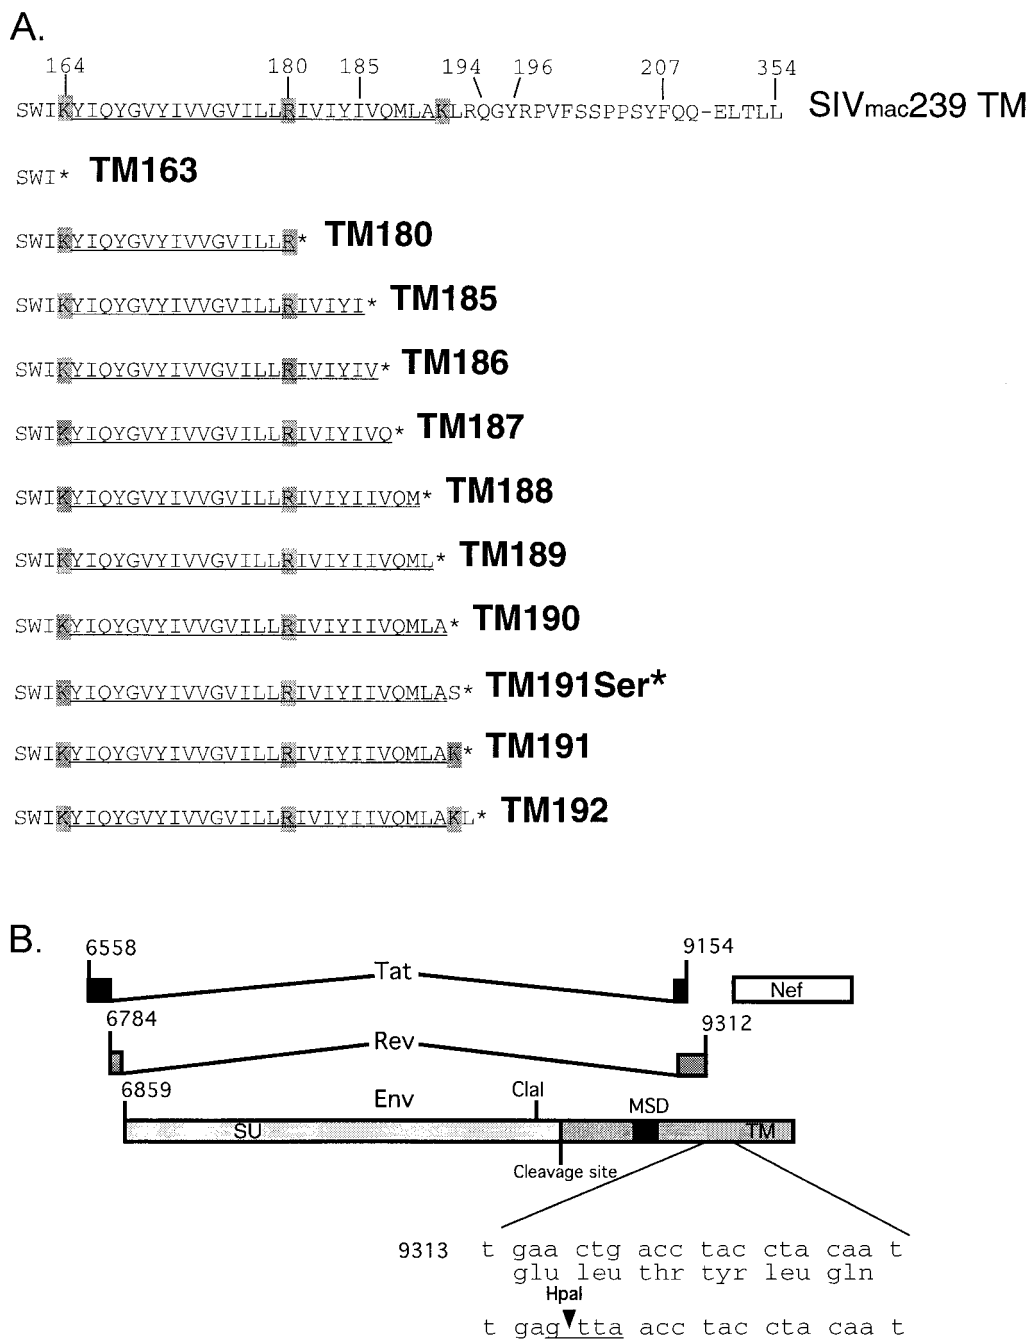 A.
164 180 185 194 196 207 354
SWIKYIQYGVYIVVGVILLRIVIYIVQMLAKLRQGYRPVFSSPPSYFQQ-ELTLL SIVmac239 TM
SWI* TM163
SWIKYIQYGVYIVVGVILLR* TM180
SWIKYIQYGVYIVVGVILLRIVIYI* TM185
SWIKYIQYGVYIVVGVILLRIVIYIV* TM186
SWIKYIQYGVYIVVGVILLRIVIYIVQ* TM187
SWIKYIQYGVYIVVGVILLRIVIYIIVQM* TM188
SWIKYIQYGVYIVVGVILLRIVIYIIVQML* TM189
SWIKYIQYGVYIVVGVILLRIVIYIIVQMLA* TM190
SWIKYIQYGVYIVVGVILLRIVIYIIVQMLAS* TM191Ser*
SWIKYIQYGVYIVVGVILLRIVIYIIVQMLAK* TM191
SWIKYIQYGVYIVVGVILLRIVIYIIVQMLAKL* TM192
B.
6558 Tat 9154
Nef
6784 Rev 9312
6859 Env ClaI MSD
SU TM
Cleavage site
9313 t gaa ctg acc tac cta caa t
glu leu thr tyr leu gln
HpaI
t gag tta acc tac cta caa t